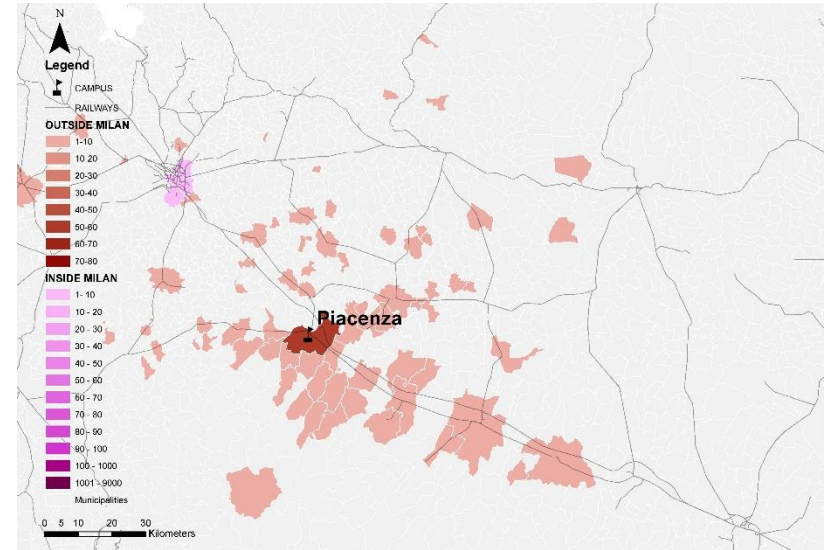 N
Legend
CAMPUS
RAILWAYS
OUTSIDE MILAN
1-10
10 20
20-30
30-40
40-50
50-60
60-70
70-80
INSIDE MILAN
1- 10
10 - 20
20 - 30
30 - 40
40 - 50
50 - 60
60 - 70
70 - 80
80 - 90
90 - 100
100 - 1000
1001 - 9000
Municipalities
0 5 10 20 30
Kilometers
Piacenza